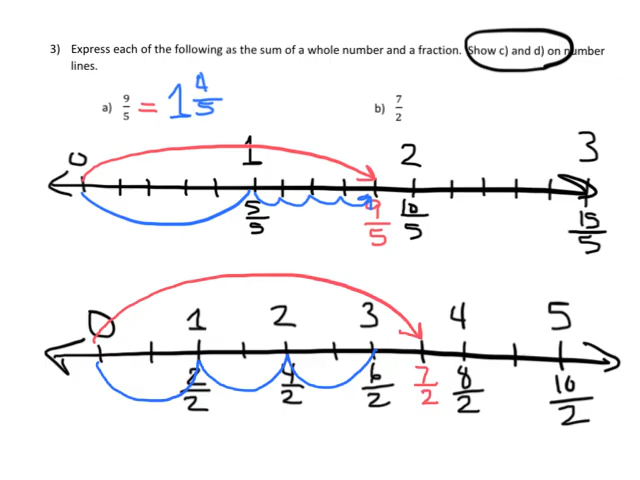 3) Express each of the following as the sum of a whole number and a fraction. Show c) and d) on number
lines.
a) 9/5 = 1 4/5
b) 7/2
0 1 2 3
5/5 9/5 10/5 15/5
0 1 2 3 4 5
2/2 4/2 6/2 7/2 8/2 10/2